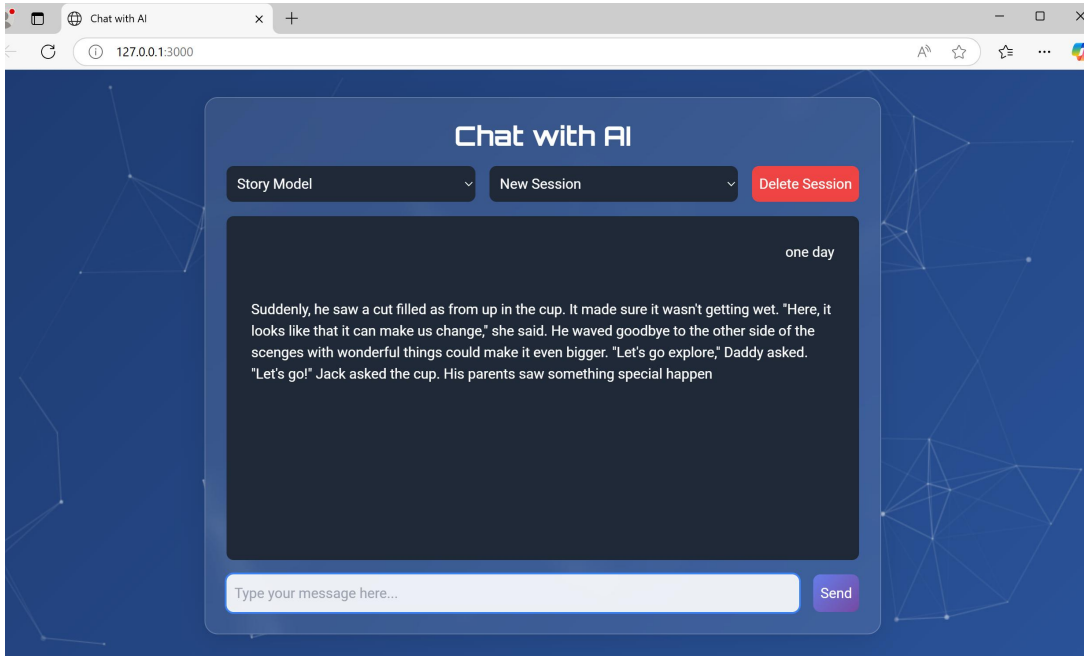 Chat with AI
127.0.0.1:3000
Chat with AI
Story Model
New Session
Delete Session
one day
Suddenly, he saw a cut filled as from up in the cup. It made sure it wasn't getting wet. "Here, it
looks like that it can make us change," she said. He waved goodbye to the other side of the
scenges with wonderful things could make it even bigger. "Let's go explore," Daddy asked.
"Let's go!" Jack asked the cup. His parents saw something special happen
Type your message here...
Send